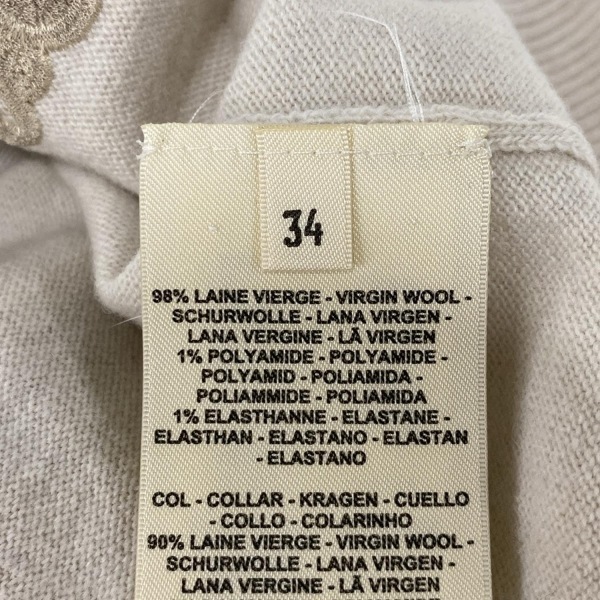 34
98% LAINE VIERGE - VIRGIN WOOL -
SCHURWOLLE - LANA VIRGEN -
LANA VERGINE - LÃ VIRGEN
1% POLYAMIDE - POLYAMIDE -
POLYAMID - POLIAMIDA -
POLIAMMIDE - POLIAMIDA
1% ELASTHANNE - ELASTANE -
ELASTHAN - ELASTANO - ELASTAN
- ELASTANO
COL - COLLAR - KRAGEN - CUELLO
- COLLO - COLARINHO
90% LAINE VIERGE - VIRGIN WOOL -
SCHURWOLLE - LANA VIRGEN -
LANA VERGINE - LÃ VIRGEN